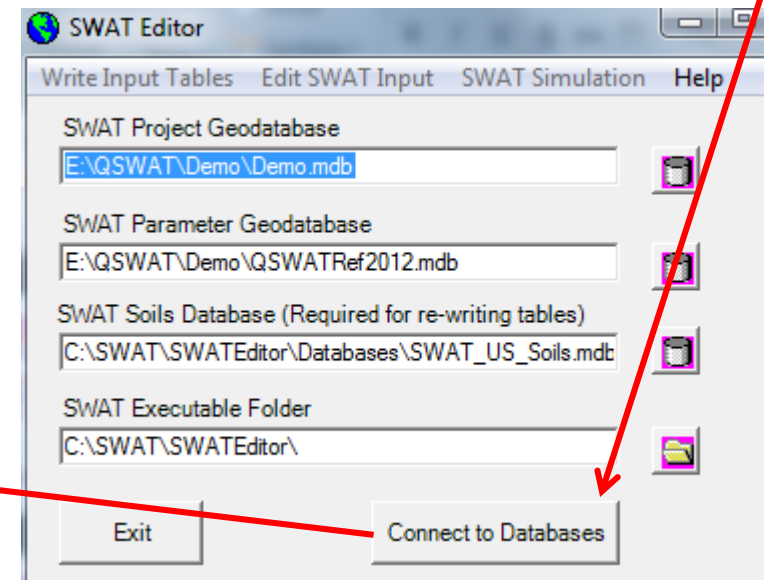 SWAT Editor
Write Input Tables Edit SWAT Input SWAT Simulation Help
SWAT Project Geodatabase
E:\QSWAT\Demo\Demo.mdb
SWAT Parameter Geodatabase
E:\QSWAT\Demo\QSWATRef2012.mdb
SWAT Soils Database (Required for re-writing tables)
C:\SWAT\SWATEditor\Databases\SWAT_US_Soils.mdb
SWAT Executable Folder
C:\SWAT\SWATEditor\
Exit Connect to Databases